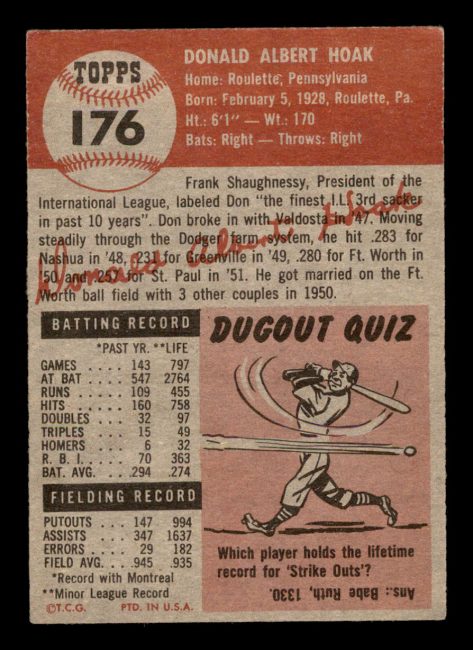 TOPPS
176
DONALD ALBERT HOAK
Home: Roulette, Pennsylvania
Born: February 5, 1928, Roulette, Pa.
Ht.: 6'1" — Wt.: 170
Bats: Right — Throws: Right
Frank Shaughnessy, President of the
International League, labeled Don "the finest I.L. 3rd sacker
in past 10 years". Don broke in with Valdosta in '47. Moving
steadily through the Dodger farm system, he hit .283 for
Nashua in '48, .231 for Greenville in '49, .280 for Ft. Worth in
'50 and .257 for St. Paul in '51. He got married on the Ft.
Worth ball field with 3 other couples in 1950.
Donald Albert Hoak
BATTING RECORD
*PAST YR. **LIFE
GAMES .... 143 797
AT BAT .... 547 2764
RUNS .... 109 455
HITS .... 160 758
DOUBLES .. 32 97
TRIPLES ... 15 49
HOMERS .. 6 32
R. B. I. .... 70 363
BAT. AVG. .. .294 .274
FIELDING RECORD
PUTOUTS .. 147 994
ASSISTS ... 347 1637
ERRORS ... 29 182
FIELD AVG. .. .945 .935
*Record with Montreal
**Minor League Record
©T.C.G. PTD. IN U.S.A.
DUGOUT QUIZ
Which player holds the lifetime
record for 'Strike Outs'?
Ans.: Babe Ruth, 1330.